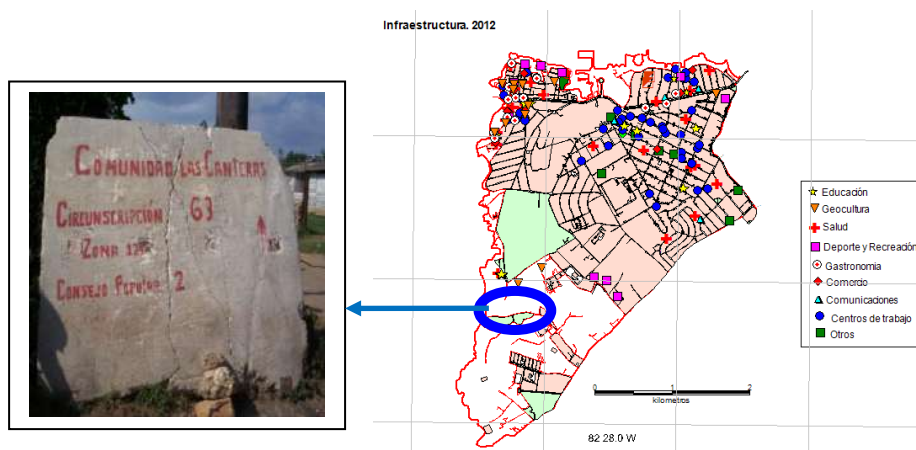 Infraestructura. 2012
COMUNIDAD LAS CANTERAS
CIRCUNSCRIPCIÓN 63
ZONA
CONSEJO POPULAR 2
Educación
Geocultura
Salud
Deporte y Recreación
Gastronomia
Comercio
Comunicaciones
Centros de trabajo
Otros
0 1 2
kilometros
82 28.0 W